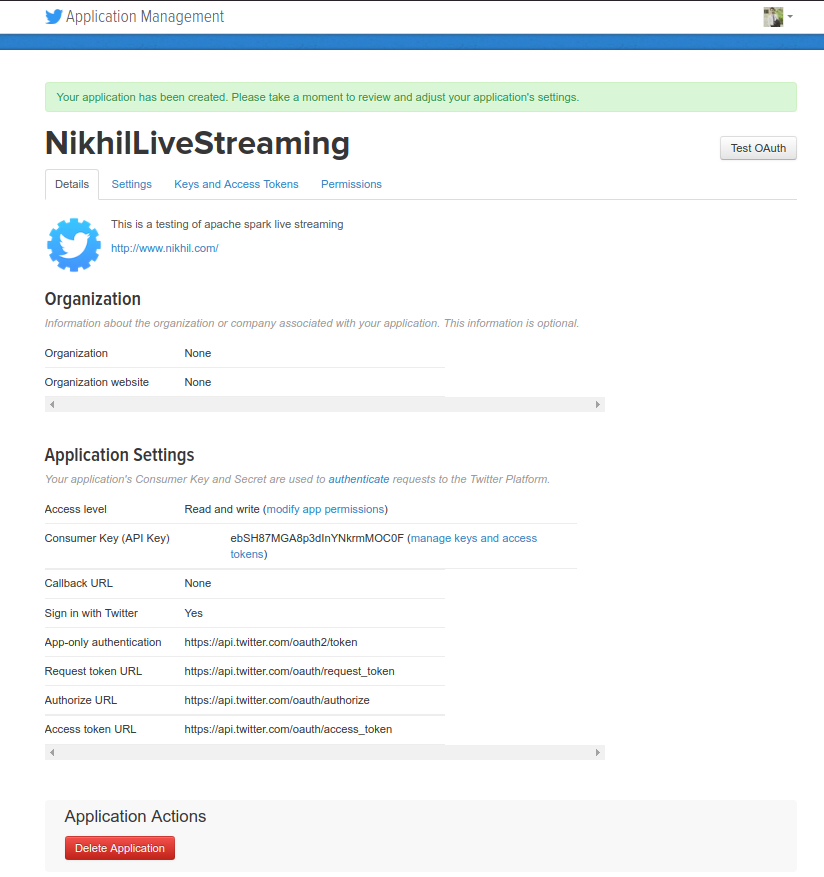 Application Management
Your application has been created. Please take a moment to review and adjust your application's settings.
NikhilLiveStreaming
Test OAuth
Details Settings Keys and Access Tokens Permissions
This is a testing of apache spark live streaming
http://www.nikhil.com/
Organization
Information about the organization or company associated with your application. This information is optional.
Organization None
Organization website None
Application Settings
Your application's Consumer Key and Secret are used to authenticate requests to the Twitter Platform.
Access level Read and write (modify app permissions)
Consumer Key (API Key) ebSH87MGA8p3dInYNkrmMOC0F (manage keys and access
tokens)
Callback URL None
Sign in with Twitter Yes
App-only authentication https://api.twitter.com/oauth2/token
Request token URL https://api.twitter.com/oauth/request_token
Authorize URL https://api.twitter.com/oauth/authorize
Access token URL https://api.twitter.com/oauth/access_token
Application Actions
Delete Application